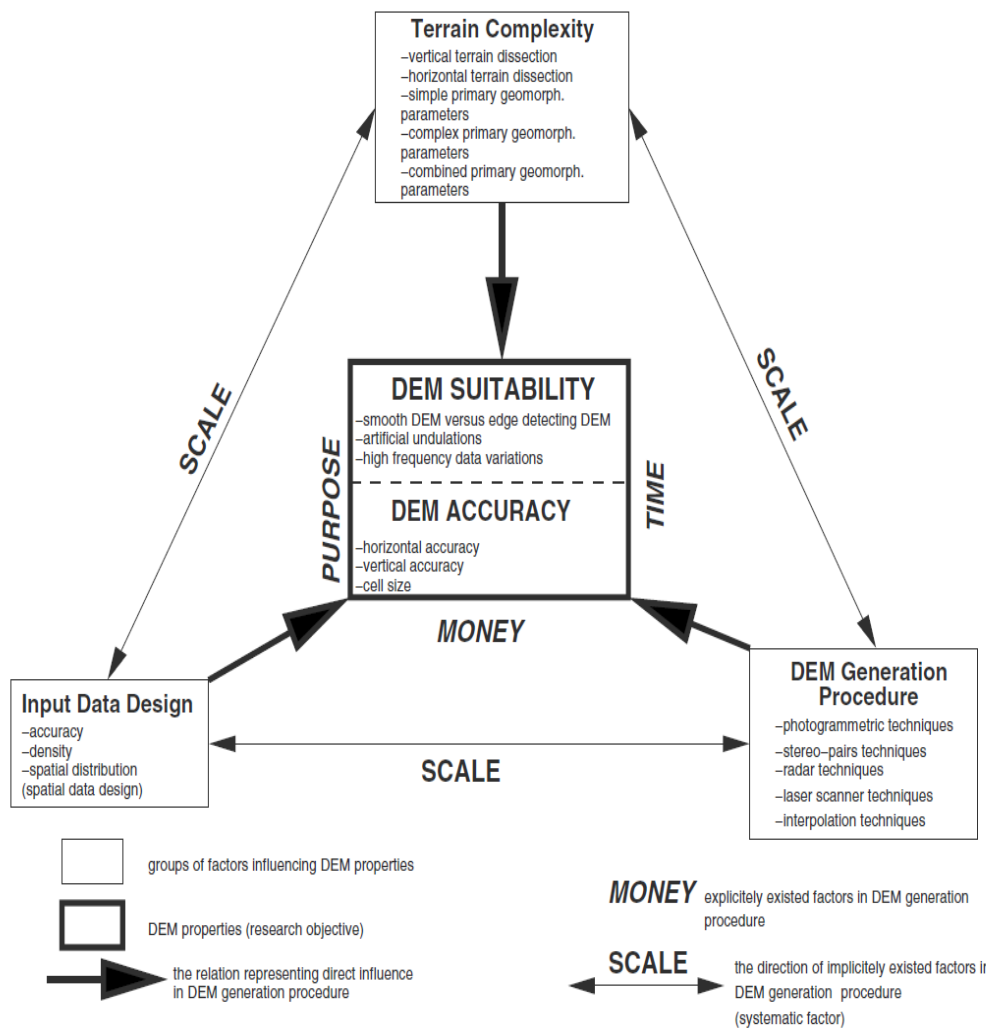 Terrain Complexity
–vertical terrain dissection
–horizontal terrain dissection
–simple primary geomorph.
parameters
–complex primary geomorph.
parameters
–combined primary geomorph.
parameters
SCALE
SCALE
DEM SUITABILITY
–smooth DEM versus edge detecting DEM
–artificial undulations
–high frequency data variations
PURPOSE
TIME
DEM ACCURACY
–horizontal accuracy
–vertical accuracy
–cell size
MONEY
Input Data Design
–accuracy
–density
–spatial distribution
(spatial data design)
SCALE
DEM Generation
Procedure
–photogrammetric techniques
–stereo–pairs techniques
–radar techniques
–laser scanner techniques
–interpolation techniques
groups of factors influencing DEM properties
DEM properties (research objective)
the relation representing direct influence
in DEM generation procedure
MONEY explicitely existed factors in DEM generation
procedure
SCALE the direction of implicitely existed factors in
DEM generation procedure
(systematic factor)